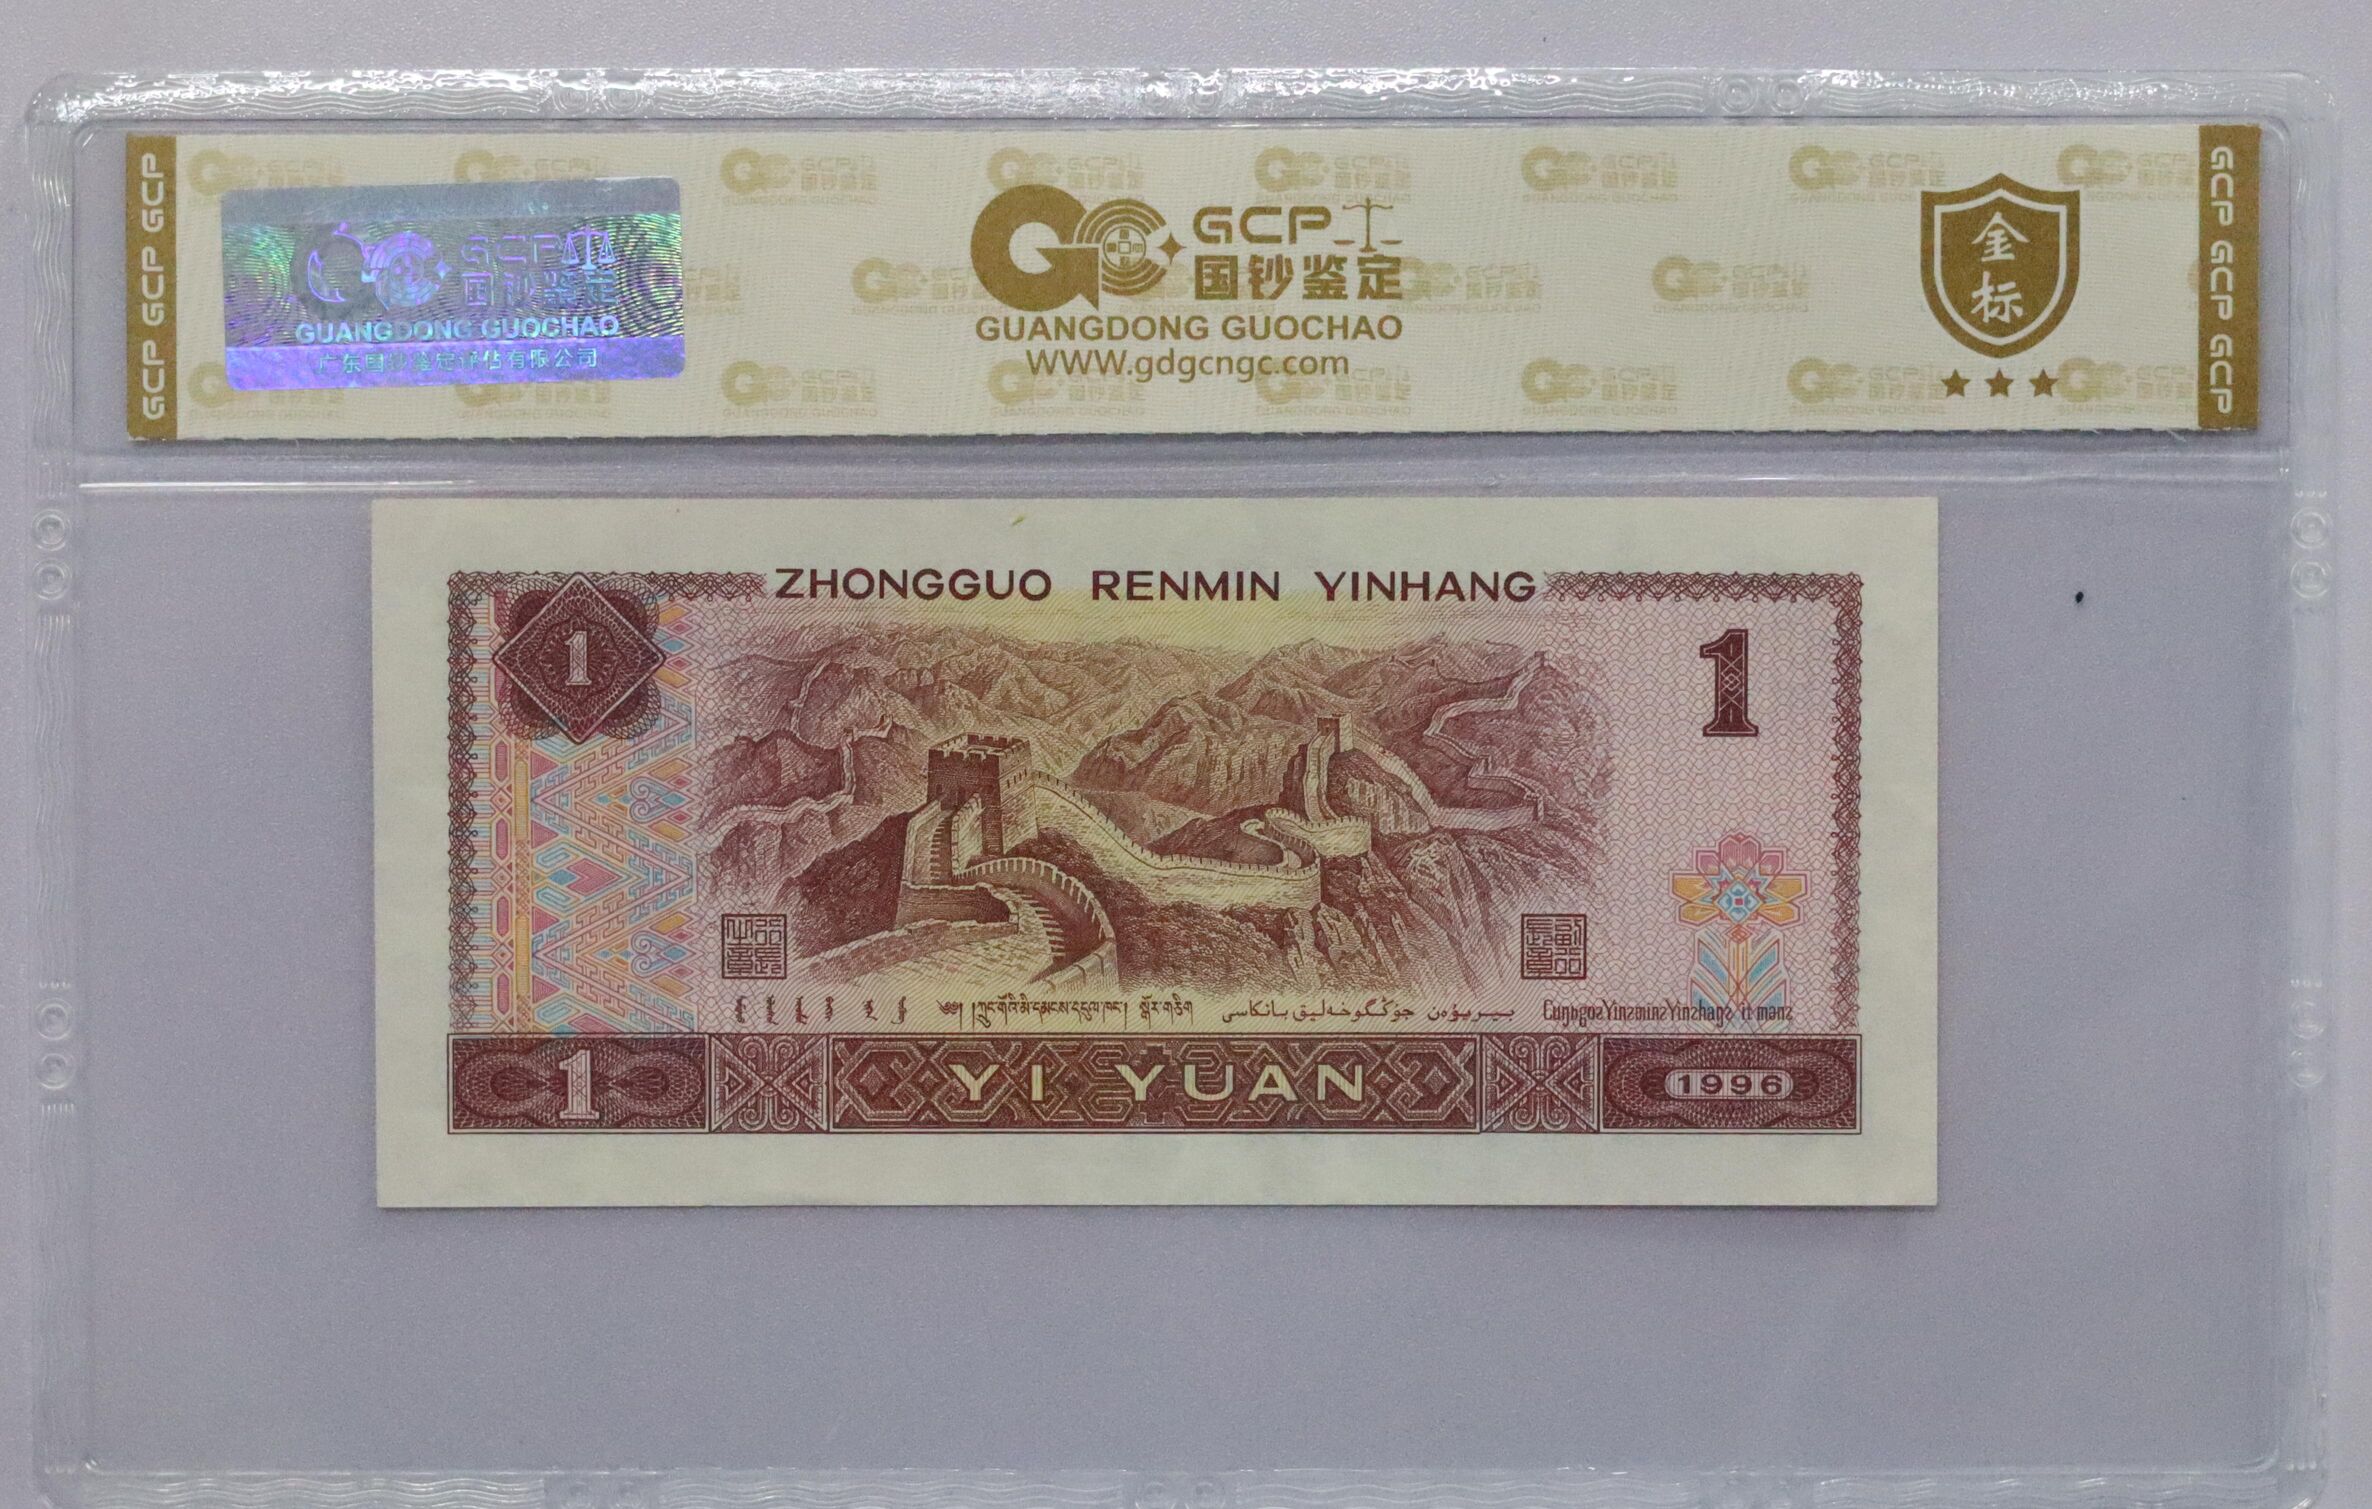 GCP GCP GCP
GCP
国钞鉴定
GUANGDONG GUOCHAO
广东国钞鉴定评估有限公司
GCP
国钞鉴定
GUANGDONG GUOCHAO
WWW.gdgcngc.com
金标
GCP GCP GCP
ZHONGGUO RENMIN YINHANG
1
1
1
YI YUAN
1996